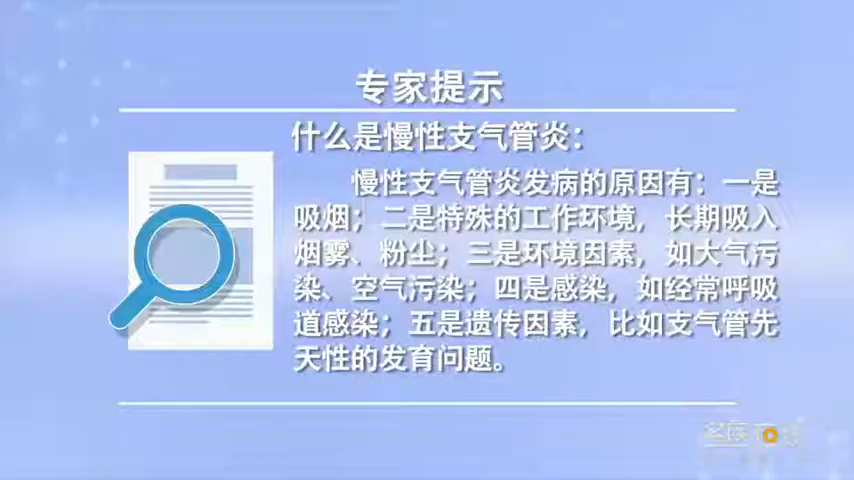 专家提示
什么是慢性支气管炎：
慢性支气管炎发病的原因有：一是
吸烟；二是特殊的工作环境，长期吸入
烟雾、粉尘；三是环境因素，如大气污
染、空气污染；四是感染，如经常呼吸
道感染；五是遗传因素，比如支气管先
天性的发育问题。